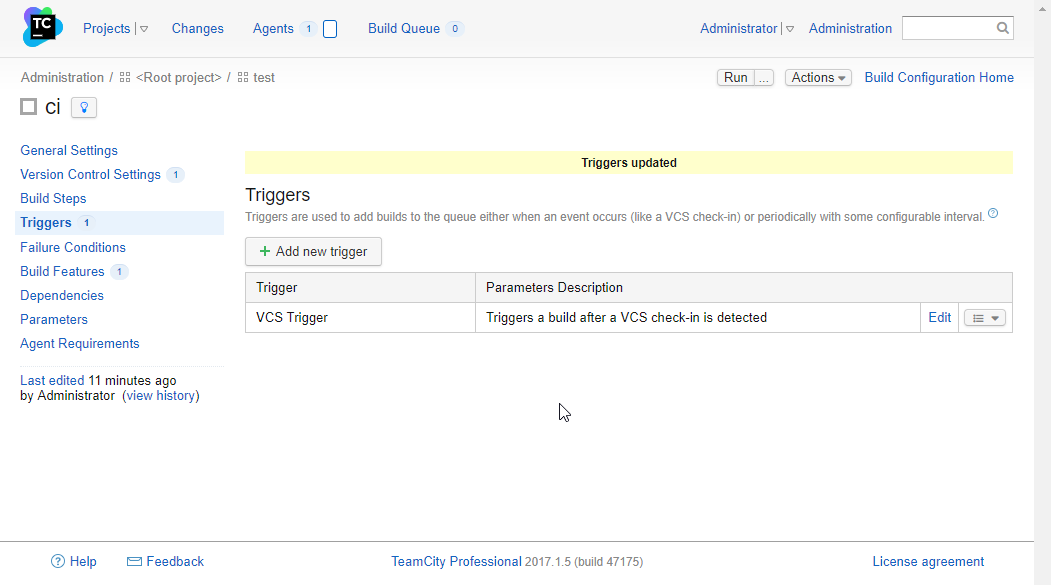 TC Projects Changes Agents 1 Build Queue 0 Administrator Administration
Administration / <Root project> / test Run ... Actions Build Configuration Home
ci
General Settings
Version Control Settings 1
Build Steps
Triggers 1
Failure Conditions
Build Features 1
Dependencies
Parameters
Agent Requirements
Last edited 11 minutes ago
by Administrator (view history)
Triggers updated
Triggers
Triggers are used to add builds to the queue either when an event occurs (like a VCS check-in) or periodically with some configurable interval. ?
+ Add new trigger
Trigger Parameters Description
VCS Trigger Triggers a build after a VCS check-in is detected Edit
? Help Feedback TeamCity Professional 2017.1.5 (build 47175) License agreement